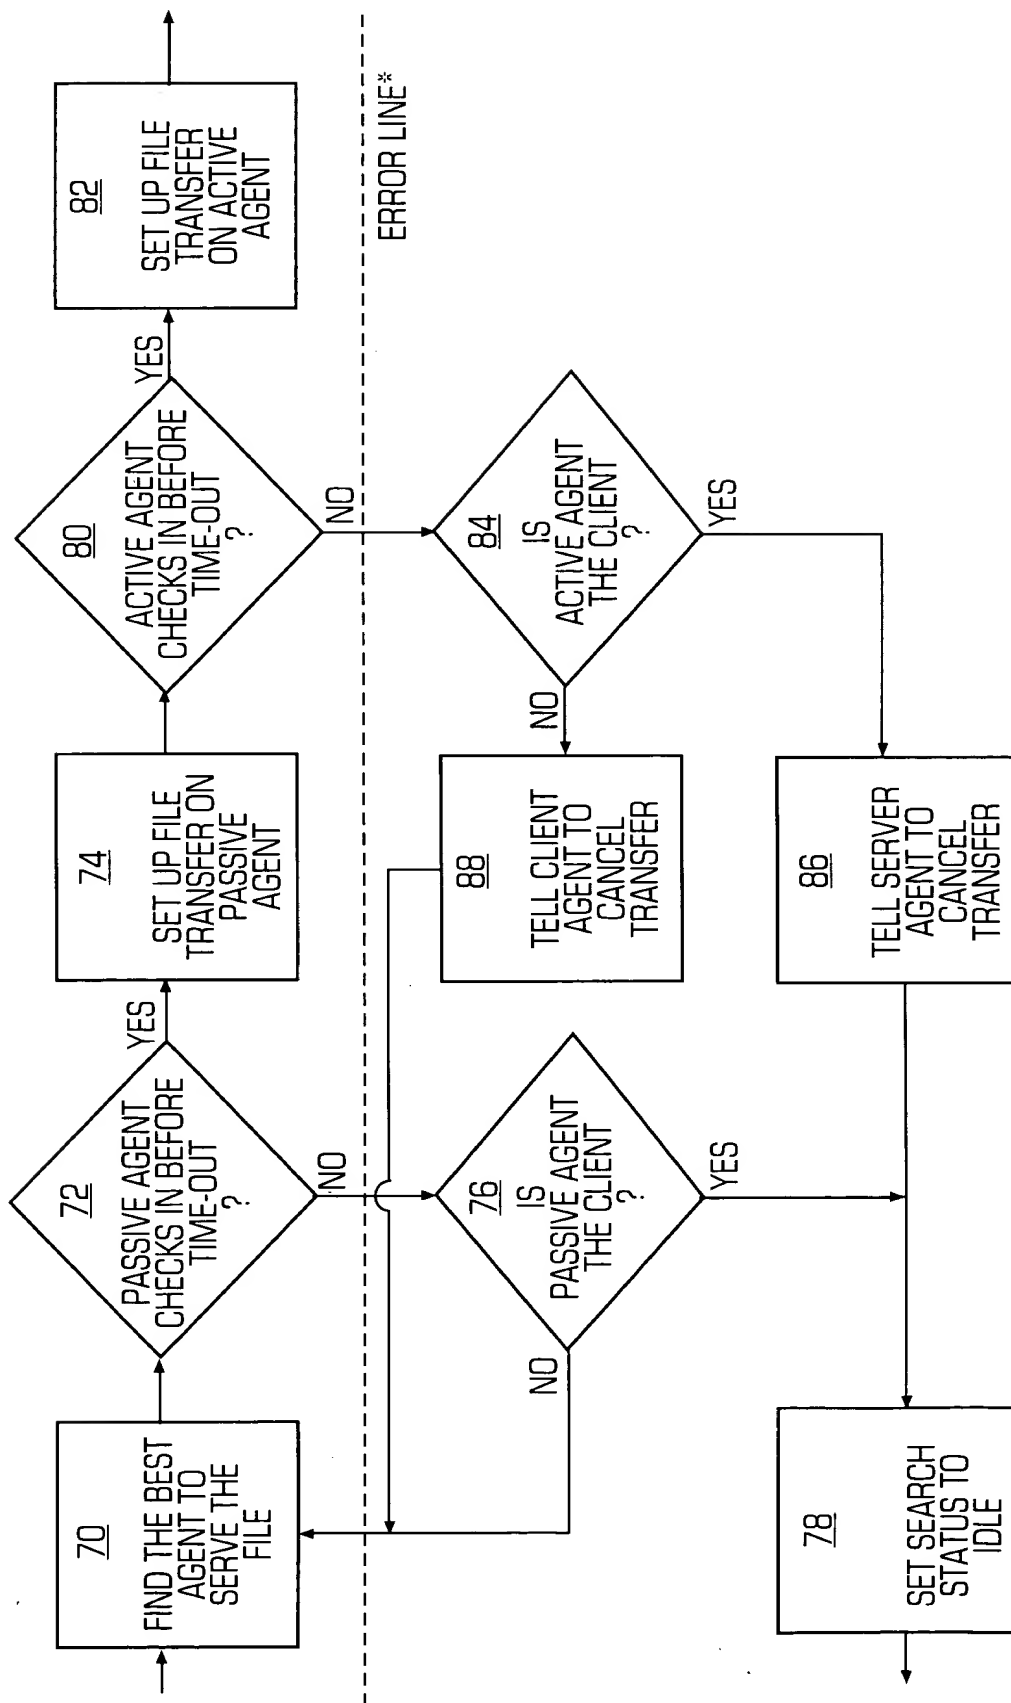 70
FIND THE BEST
AGENT TO
SERVE THE
FILE
72
PASSIVE AGENT
CHECKS IN BEFORE
TIME-OUT
?
YES
NO
74
SET UP FILE
TRANSFER ON
PASSIVE
AGENT
80
ACTIVE AGENT
CHECKS IN BEFORE
TIME-OUT
?
YES
NO
82
SET UP FILE
TRANSFER
ON ACTIVE
AGENT
ERROR LINE*
76
IS
PASSIVE AGENT
THE CLIENT
?
NO
YES
88
TELL CLIENT
AGENT TO
CANCEL
TRANSFER
84
IS
ACTIVE AGENT
THE CLIENT
?
NO
YES
78
SET SEARCH
STATUS TO
IDLE
86
TELL SERVER
AGENT TO
CANCEL
TRANSFER